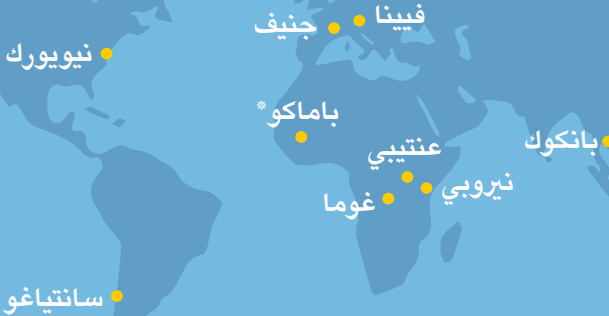 فيينا
جنيف
نيويورك
باماكو*
عنتيبي
بانكوك
نيروبي
غوما
سانتياغو